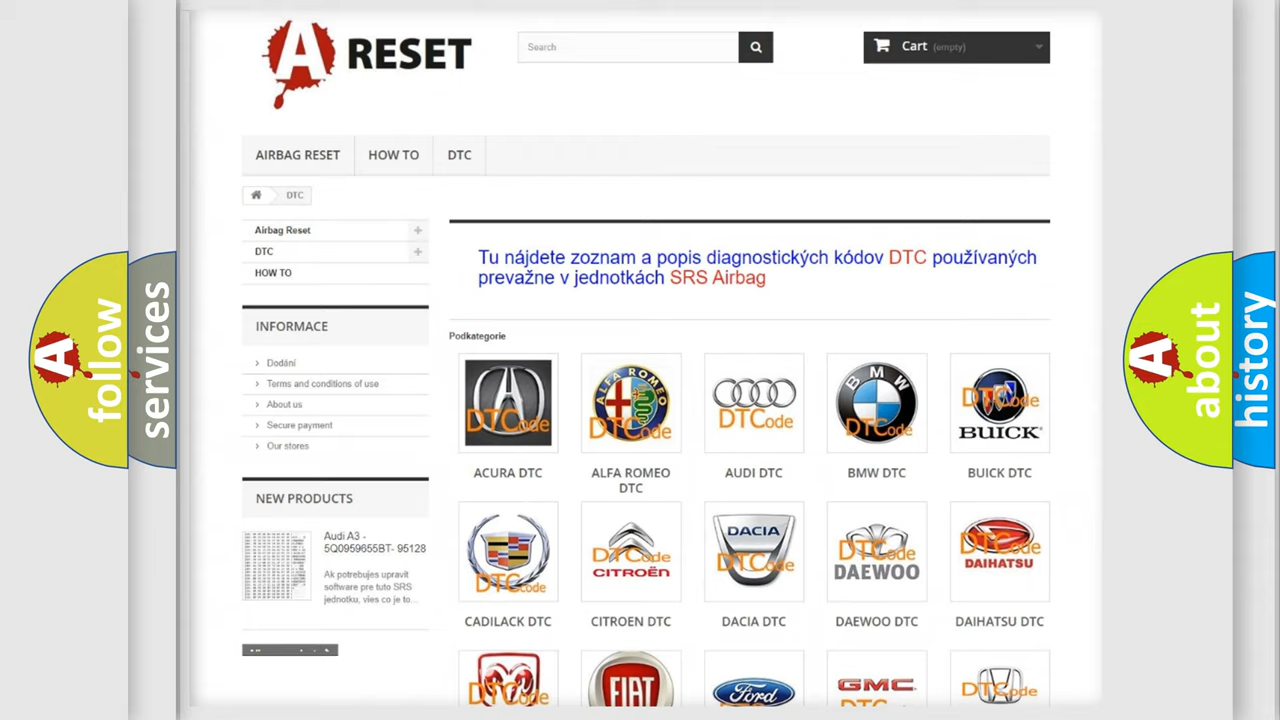 A RESET
Search
Cart (empty)
AIRBAG RESET
HOW TO
DTC
DTC
Airbag Reset
DTC
HOW TO
Tu nájdete zoznam a popis diagnostických kódov DTC používaných
prevažne v jednotkách SRS Airbag
INFORMACE
Dodání
Terms and conditions of use
About us
Secure payment
Our stores
NEW PRODUCTS
Audi A3 -
5Q0959655BT- 95128
Ak potrebujes upravit
software pre tuto SRS
jednotku, vies co je to...
Podkategorie
DTCode
ALFA ROMEO
DTCode
DTCode
BMW
DTCode
DTCode
BUICK
ACURA DTC
ALFA ROMEO
DTC
AUDI DTC
BMW DTC
BUICK DTC
DTCode
DTCode
CITROËN
DACIA
DTCode
DTCode
DAEWOO
DTCode
DAIHATSU
CADILACK DTC
CITROEN DTC
DACIA DTC
DAEWOO DTC
DAIHATSU DTC
DTCode
FIAT
Ford
GMC
DTCode
A follow
services
A about
history